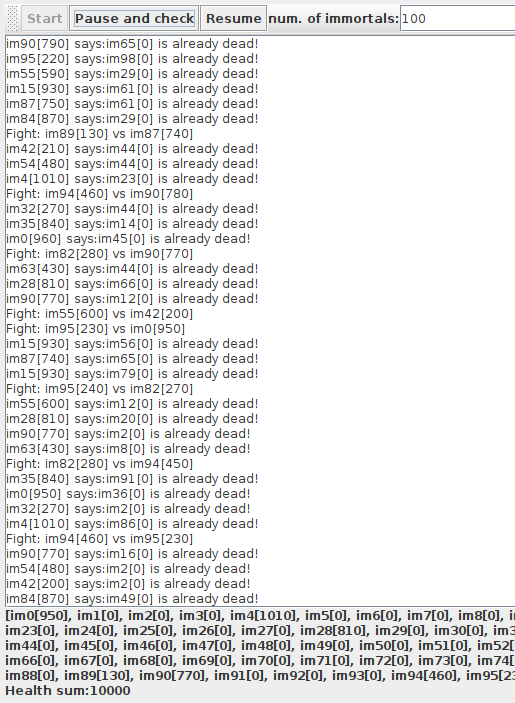 Start Pause and check Resume num. of immortals: 100
im90[790] says:im65[0] is already dead!
im95[220] says:im98[0] is already dead!
im55[590] says:im29[0] is already dead!
im15[930] says:im61[0] is already dead!
im87[750] says:im61[0] is already dead!
im84[870] says:im29[0] is already dead!
Fight: im89[130] vs im87[740]
im42[210] says:im44[0] is already dead!
im54[480] says:im44[0] is already dead!
im4[1010] says:im23[0] is already dead!
Fight: im94[460] vs im90[780]
im32[270] says:im44[0] is already dead!
im35[840] says:im14[0] is already dead!
im0[960] says:im45[0] is already dead!
Fight: im82[280] vs im90[770]
im63[430] says:im44[0] is already dead!
im28[810] says:im66[0] is already dead!
im90[770] says:im12[0] is already dead!
Fight: im55[600] vs im42[200]
Fight: im95[230] vs im0[950]
im15[930] says:im56[0] is already dead!
im87[740] says:im65[0] is already dead!
im15[930] says:im79[0] is already dead!
Fight: im95[240] vs im82[270]
im55[600] says:im12[0] is already dead!
im28[810] says:im20[0] is already dead!
im90[770] says:im2[0] is already dead!
im63[430] says:im8[0] is already dead!
Fight: im82[280] vs im94[450]
im35[840] says:im91[0] is already dead!
im0[950] says:im36[0] is already dead!
im32[270] says:im2[0] is already dead!
im4[1010] says:im86[0] is already dead!
Fight: im94[460] vs im95[230]
im90[770] says:im16[0] is already dead!
im54[480] says:im2[0] is already dead!
im42[200] says:im2[0] is already dead!
im84[870] says:im49[0] is already dead!
[im0[950], im1[0], im2[0], im3[0], im4[1010], im5[0], im6[0], im7[0], im8[0],
im23[0], im24[0], im25[0], im26[0], im27[0], im28[810], im29[0], im30[0],
im44[0], im45[0], im46[0], im47[0], im48[0], im49[0], im50[0], im51[0], im52[
im66[0], im67[0], im68[0], im69[0], im70[0], im71[0], im72[0], im73[0], im74[
im88[0], im89[130], im90[770], im91[0], im92[0], im93[0], im94[460],
Health sum:10000